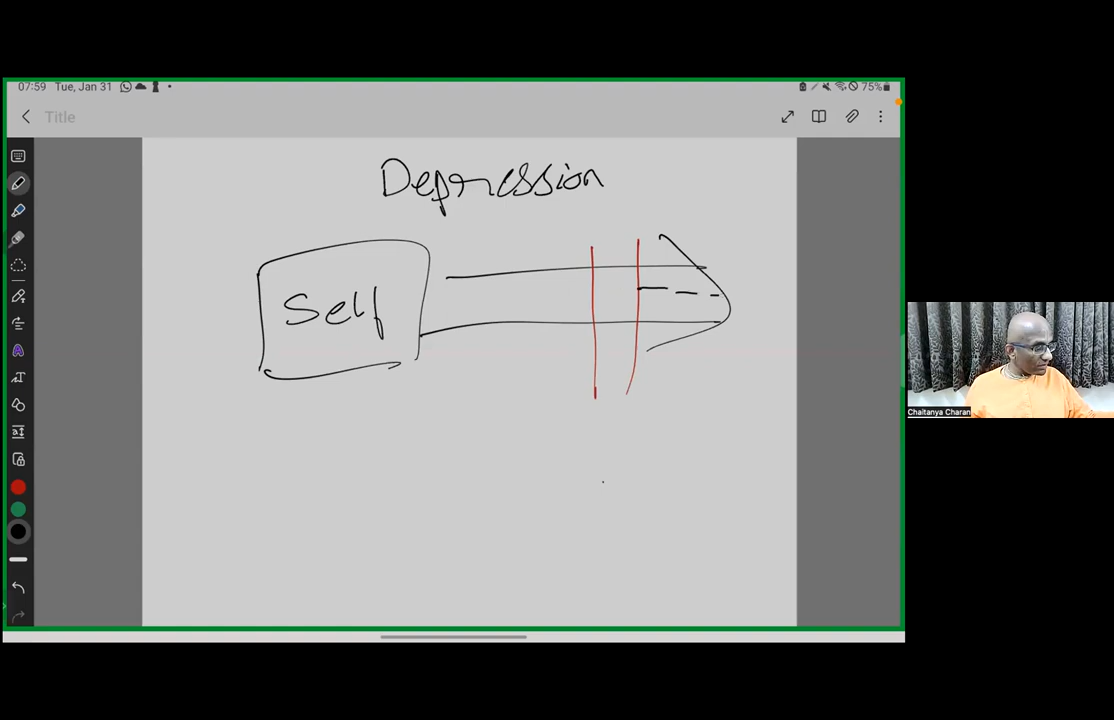 07:59 Tue, Jan 31 75%
Title
Depression
Self
Chaitanya Charan